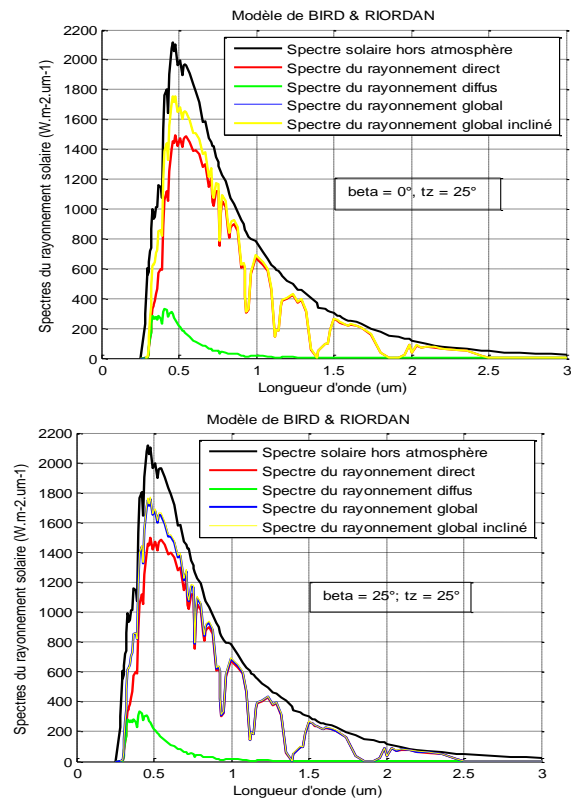 Modèle de BIRD & RIORDAN
Spectre solaire hors atmosphère
Spectre du rayonnement direct
Spectre du rayonnement diffus
Spectre du rayonnement global
Spectre du rayonnement global incliné
beta = 0°, tz = 25°
Spectres du rayonnement solaire (W.m-2.um-1)
2200
2000
1800
1600
1400
1200
1000
800
600
400
200
0
0 0.5 1 1.5 2 2.5 3
Longueur d'onde (um)
Modèle de BIRD & RIORDAN
Spectre solaire hors atmosphère
Spectre du rayonnement direct
Spectre du rayonnement diffus
Spectre du rayonnement global
Spectre du rayonnement global incliné
beta = 25°; tz = 25°
Spectres du rayonnement solaire (W.m-2.um-1)
2200
2000
1800
1600
1400
1200
1000
800
600
400
200
0
0 0.5 1 1.5 2 2.5 3
Longueur d'onde (um)